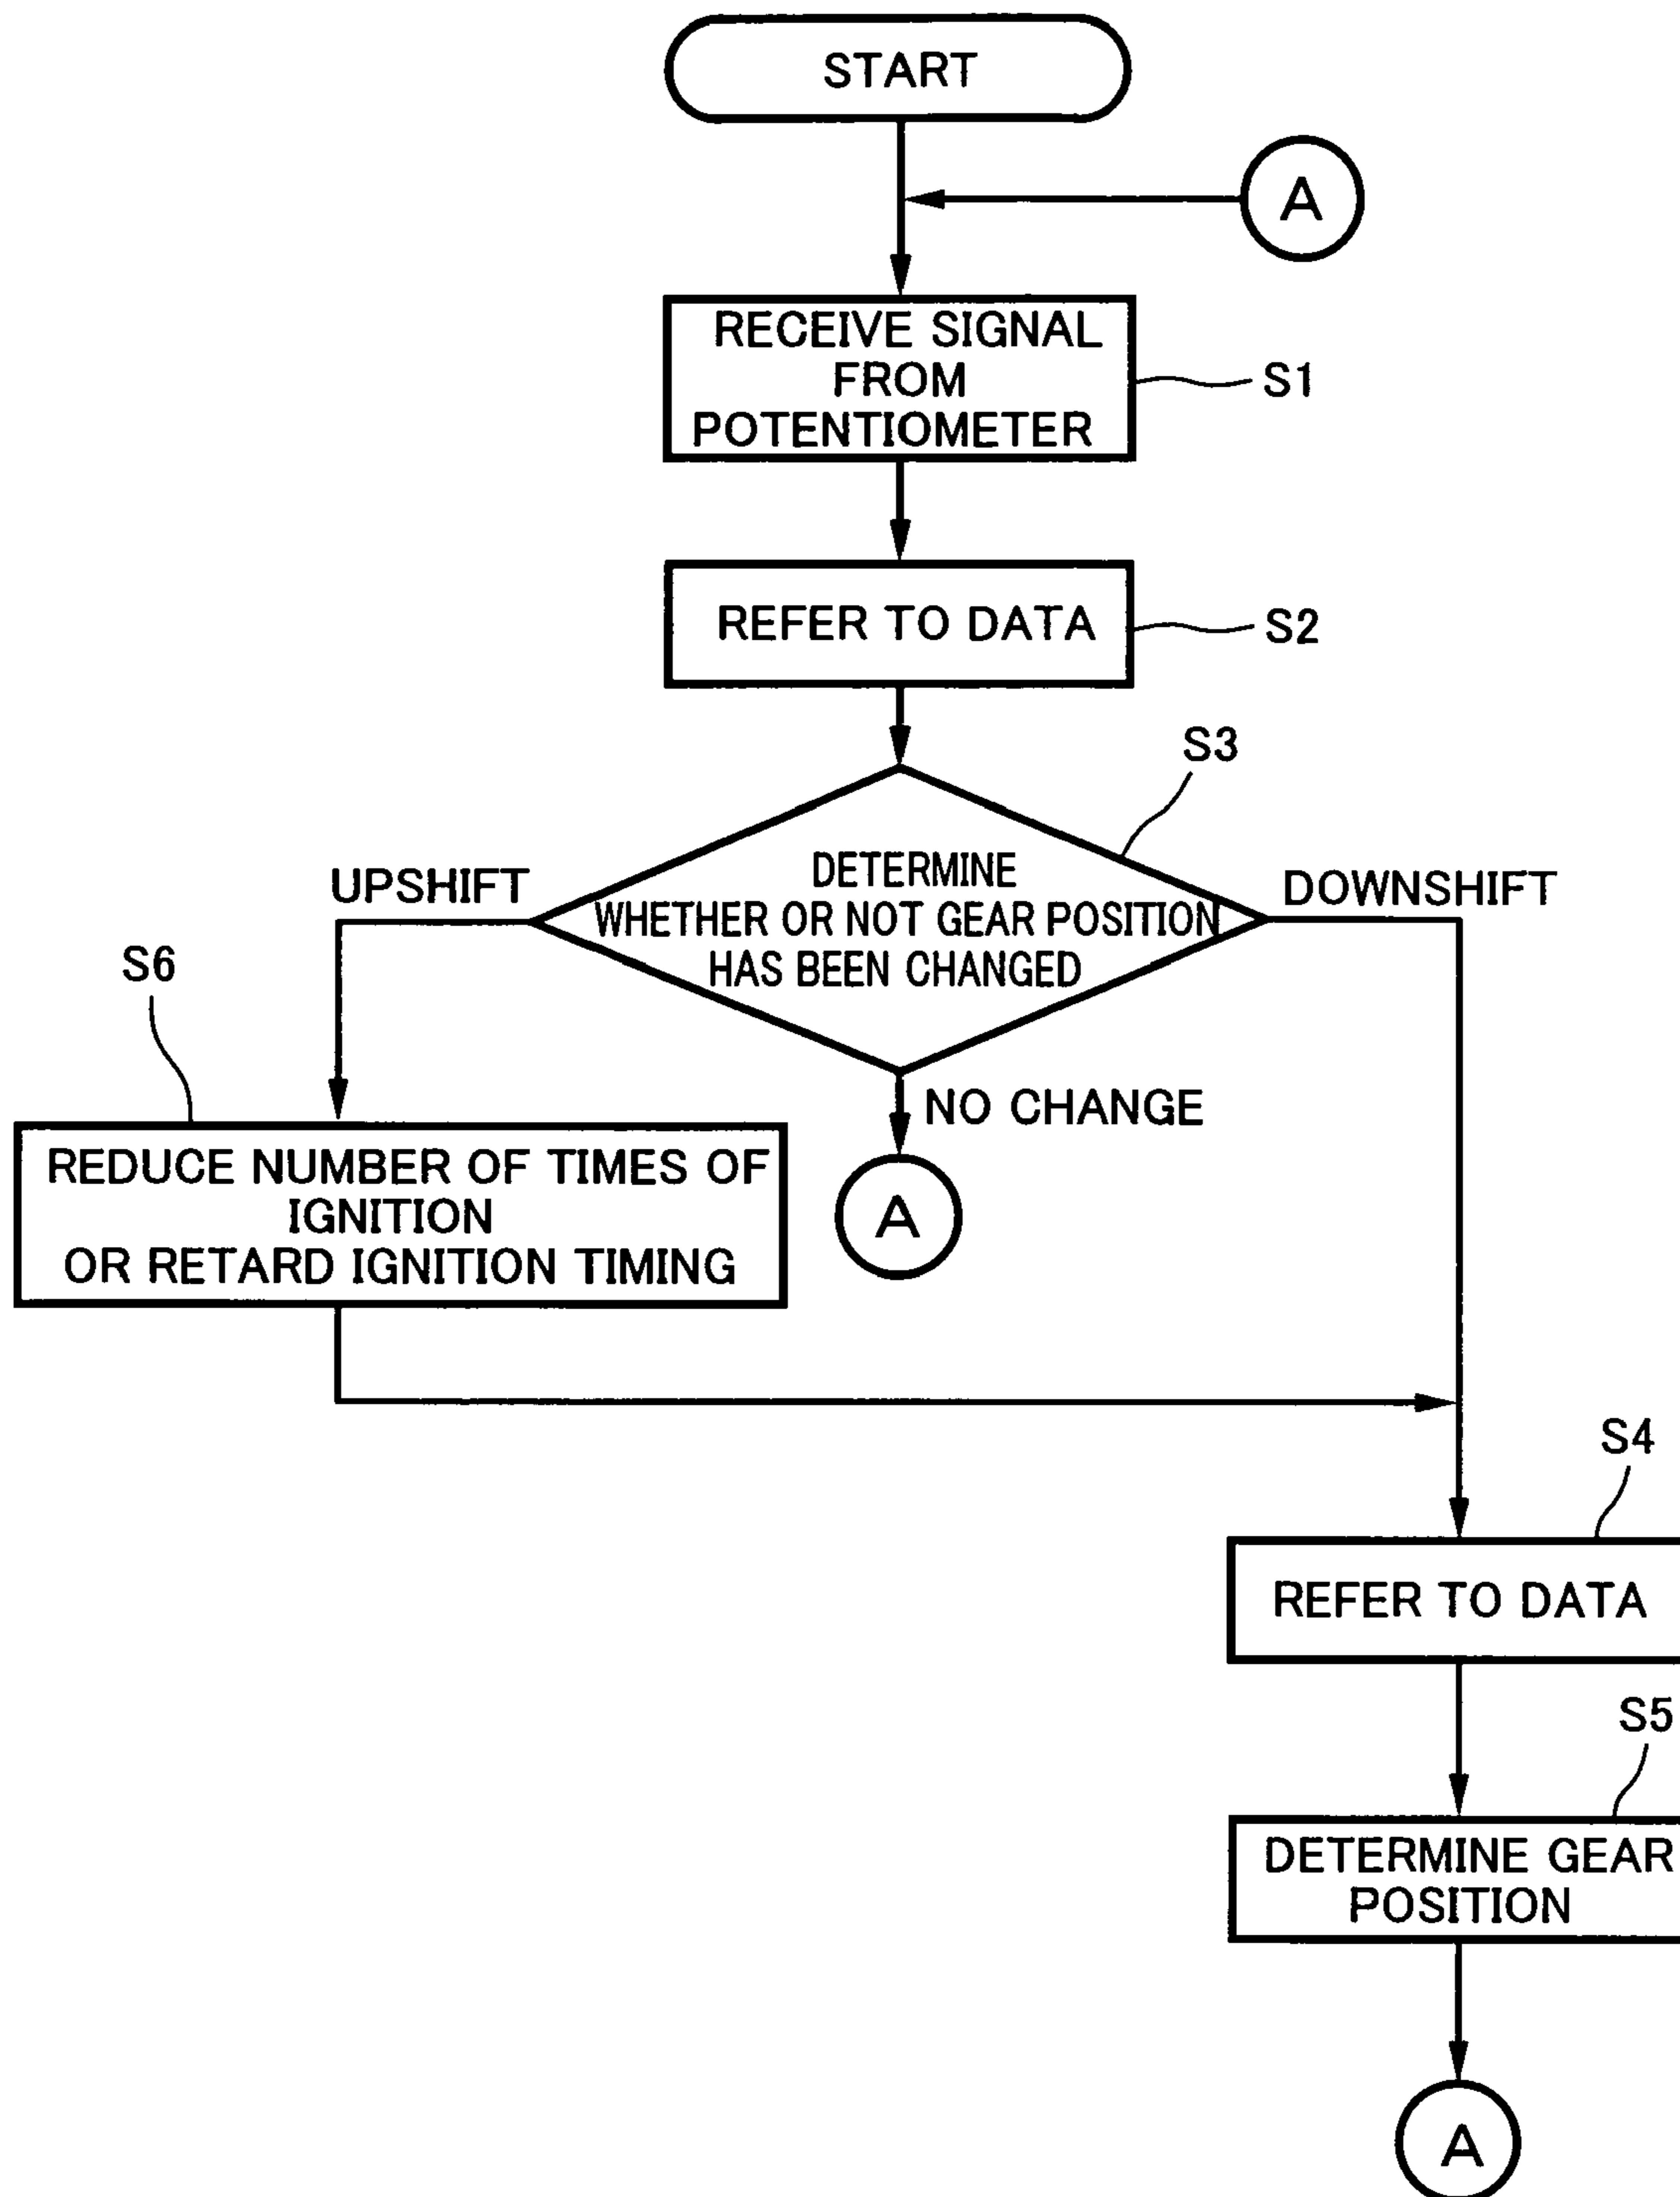 START
A
RECEIVE SIGNAL
FROM
POTENTIOMETER
S1
REFER TO DATA
S2
S3
DETERMINE
WHETHER OR NOT GEAR POSITION
HAS BEEN CHANGED
UPSHIFT
DOWNSHIFT
S6
NO CHANGE
REDUCE NUMBER OF TIMES OF
IGNITION
OR RETARD IGNITION TIMING
A
S4
REFER TO DATA
S5
DETERMINE GEAR
POSITION
A